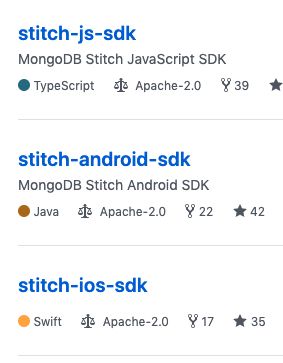 stitch-js-sdk
MongoDB Stitch JavaScript SDK
TypeScript Apache-2.0 39
stitch-android-sdk
MongoDB Stitch Android SDK
Java Apache-2.0 22 42
stitch-ios-sdk
Swift Apache-2.0 17 35